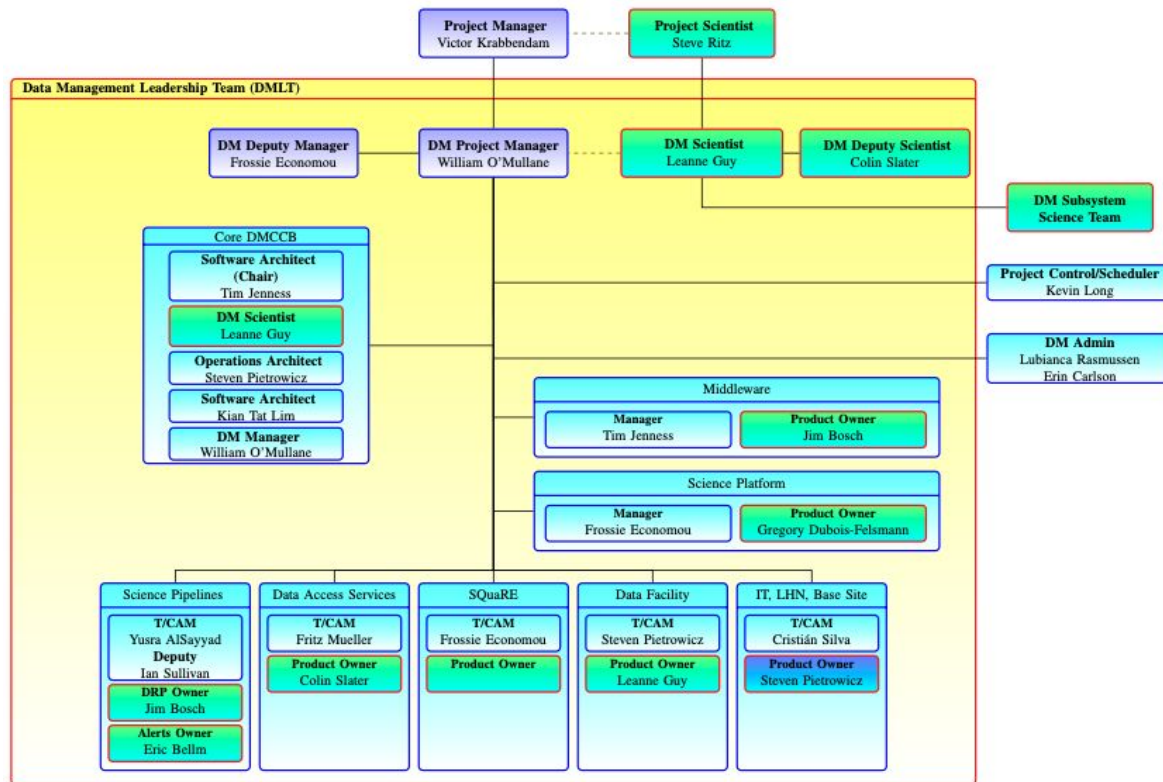 Project Manager
Victor Krabbendam
Project Scientist
Steve Ritz
Data Management Leadership Team (DMLT)
DM Deputy Manager
Frossie Economou
DM Project Manager
William O'Mullane
DM Scientist
Leanne Guy
DM Deputy Scientist
Colin Slater
DM Subsystem
Science Team
Core DMCCB
Software Architect
(Chair)
Tim Jenness
DM Scientist
Leanne Guy
Operations Architect
Steven Pietrowicz
Software Architect
Kian Tat Lim
DM Manager
William O'Mullane
Project Control/Scheduler
Kevin Long
DM Admin
Lubianca Rasmussen
Erin Carlson
Middleware
Manager
Tim Jenness
Product Owner
Jim Bosch
Science Platform
Manager
Frossie Economou
Product Owner
Gregory Dubois-Felsmann
Science Pipelines
T/CAM
Yusra AlSayyad
Deputy
Ian Sullivan
DRP Owner
Jim Bosch
Alerts Owner
Eric Bellm
Data Access Services
T/CAM
Fritz Mueller
Product Owner
Colin Slater
SQuaRE
T/CAM
Frossie Economou
Product Owner
Data Facility
T/CAM
Steven Pietrowicz
Product Owner
Leanne Guy
IT, LHN, Base Site
T/CAM
Cristián Silva
Product Owner
Steven Pietrowicz